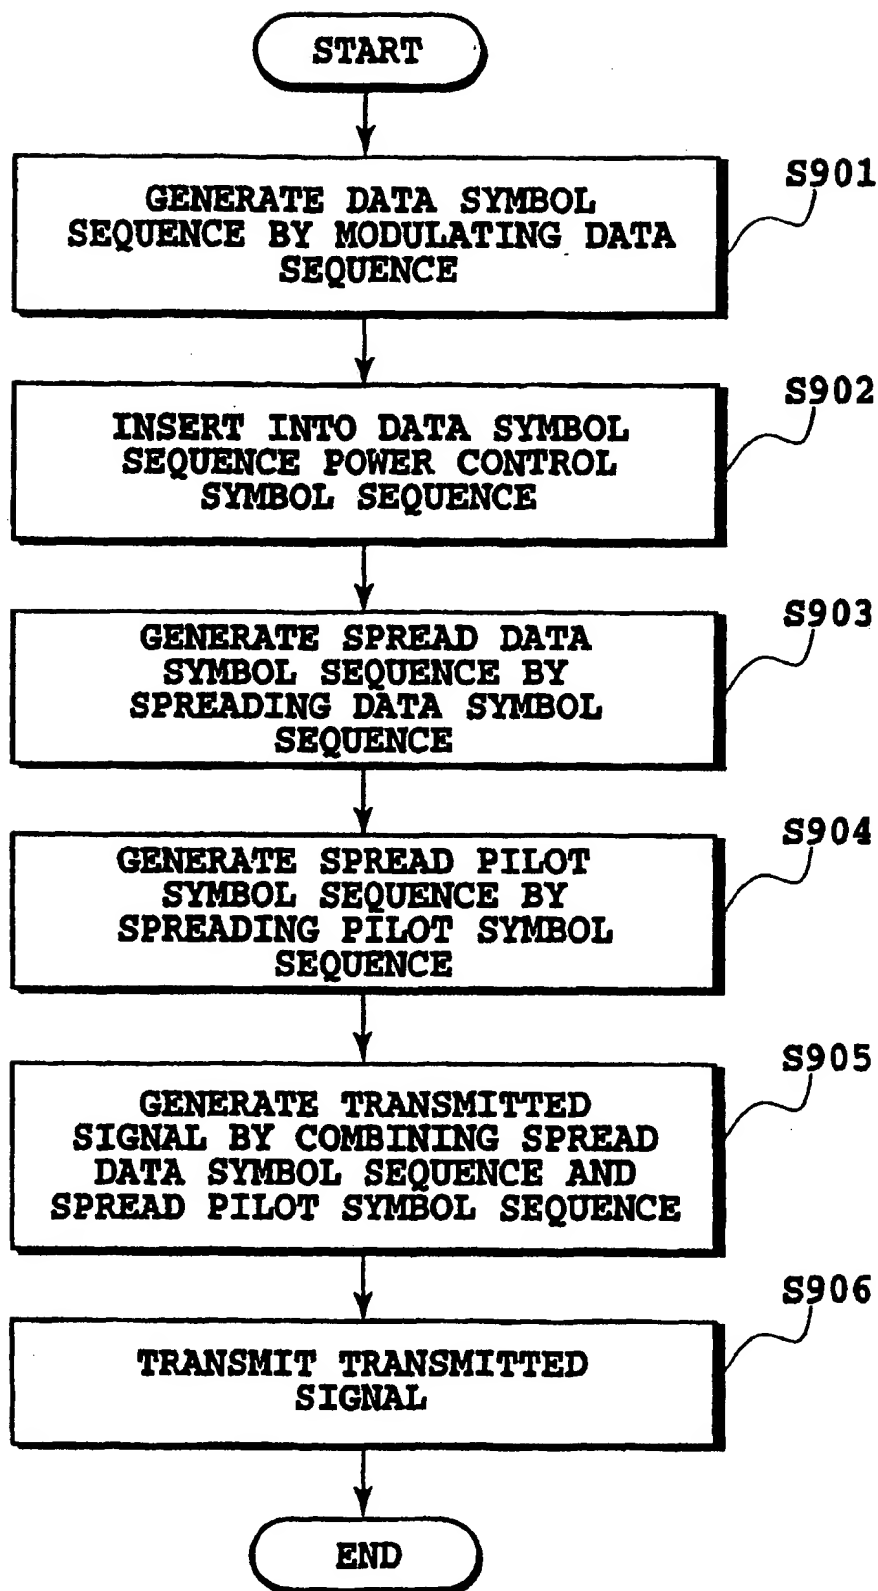 START
S901
GENERATE DATA SYMBOL
SEQUENCE BY MODULATING DATA
SEQUENCE
S902
INSERT INTO DATA SYMBOL
SEQUENCE POWER CONTROL
SYMBOL SEQUENCE
S903
GENERATE SPREAD DATA
SYMBOL SEQUENCE BY
SPREADING DATA SYMBOL
SEQUENCE
S904
GENERATE SPREAD PILOT
SYMBOL SEQUENCE BY
SPREADING PILOT SYMBOL
SEQUENCE
S905
GENERATE TRANSMITTED
SIGNAL BY COMBINING SPREAD
DATA SYMBOL SEQUENCE AND
SPREAD PILOT SYMBOL SEQUENCE
S906
TRANSMIT TRANSMITTED
SIGNAL
END